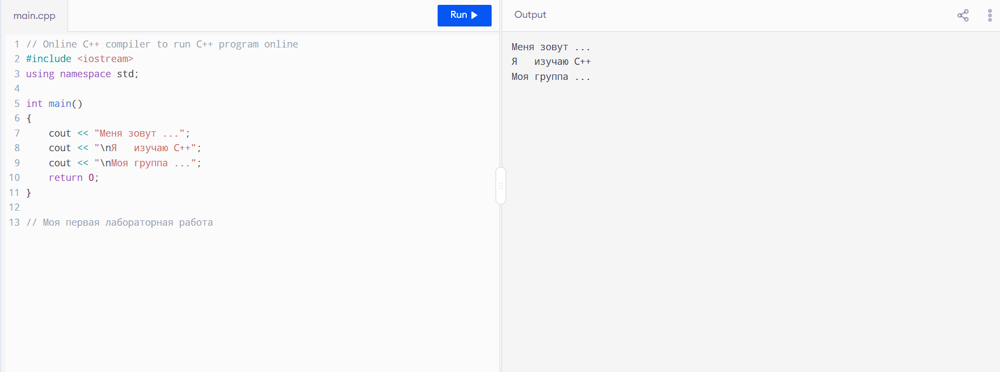 main.cpp
Run
1 // Online C++ compiler to run C++ program online
2 #include <iostream>
3 using namespace std;
4
5 int main()
6 {
7     cout << "Меня зовут ...";
8     cout << "\nЯ   изучаю C++";
9     cout << "\nМоя группа ...";
10     return 0;
11 }
12
13 // Моя первая лабораторная работа
Output
Меня зовут ...
Я   изучаю C++
Моя группа ...